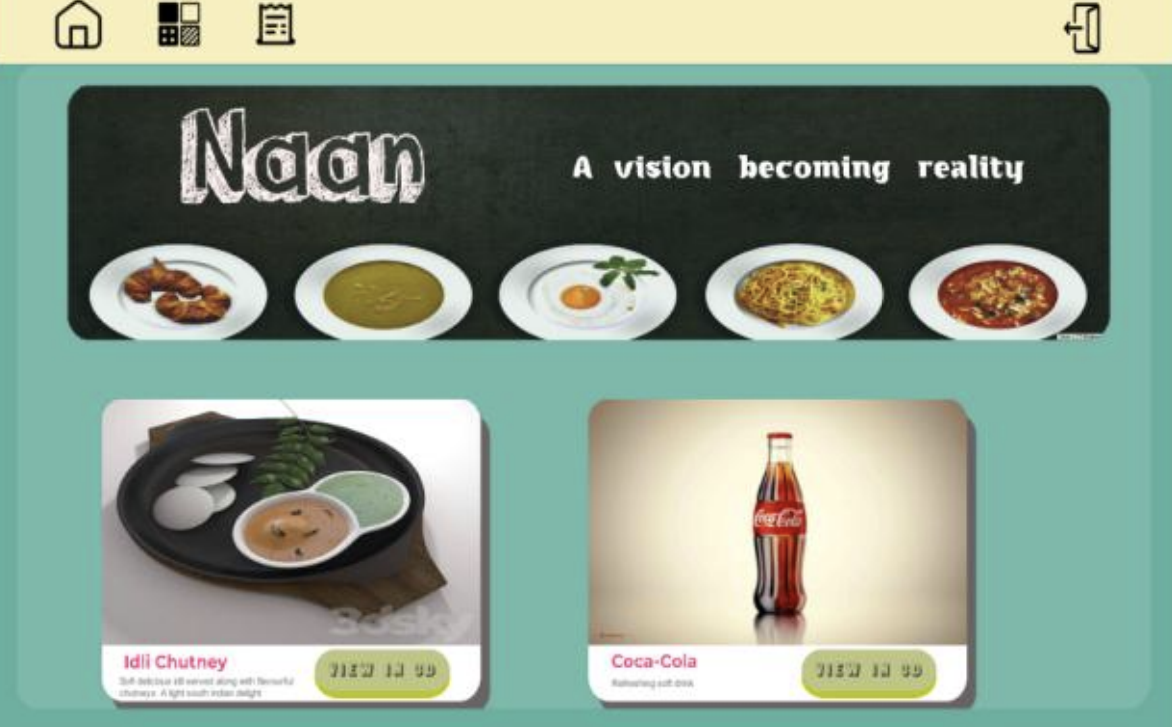 Naan
A vision becoming reality
3dsky
Coca-Cola
Idli Chutney
VIEW IN 3D
Soft delicious idli served along with flavourful
chutneys. A light south indian delight
Coca-Cola
VIEW IN 3D
Refreshing soft drink